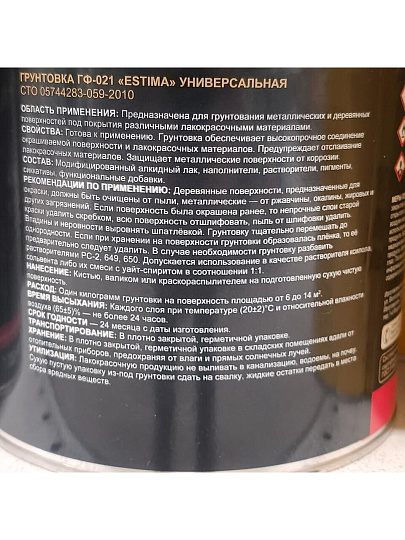 ГРУНТОВКА ГФ-021 «ESTIMA» УНИВЕРСАЛЬНАЯ
СТО 05744283-059-2010
ОБЛАСТЬ ПРИМЕНЕНИЯ: Предназначена для грунтования металлических и деревянных
поверхностей под покрытия различными лакокрасочными материалами.
СВОЙСТВА: Готова к применению. Грунтовка обеспечивает высокопрочное соединение
окрашиваемой поверхности и лакокрасочных материалов. Предупреждает отслаивание
лакокрасочных материалов. Защищает металлические поверхности от коррозии.
СОСТАВ: Модифицированный алкидный лак, наполнители, растворители, пигменты,
сиккативы, функциональные добавки.
РЕКОМЕНДАЦИИ ПО ПРИМЕНЕНИЮ: Деревянные поверхности, предназначенные для
окраски, должны быть очищены от пыли, металлические — от ржавчины, окалины, жировых и
других загрязнений. Если поверхность была окрашена ранее, то непрочные слои старой
краски удалить скребком, всю поверхность отшлифовать, пыль от шлифовки удалить.
Впадины и неровности выровнять шпатлёвкой. Грунтовку тщательно перемешать до
однородности. Если при хранении на поверхности грунтовки образовалась плёнка, то её
предварительно следует удалить. В случае необходимости грунтовку разбавить
растворителями РС-2, 649, 650. Допускается использование в качестве растворителя ксилола,
сольвента либо их смеси с уайт-спиритом в соотношении 1:1.
НАНЕСЕНИЕ: Кистью, валиком или краскораспылителем на подготовленную сухую чистую
поверхность.
РАСХОД: Один килограмм грунтовки на поверхность площадью от 6 до 14 м².
ВРЕМЯ ВЫСЫХАНИЯ: Каждого слоя при температуре (20±2)°С и относительной влажности
воздуха (65±5)% — не более 24 часов.
СРОК ГОДНОСТИ — 24 месяца с даты изготовления.
ТРАНСПОРТИРОВАНИЕ: В плотно закрытой, герметичной упаковке.
ХРАНЕНИЕ: В плотно закрытой, герметичной упаковке в складских помещениях вдали от
отопительных приборов, предохраняя от влаги и прямых солнечных лучей.
УТИЛИЗАЦИЯ: Лакокрасочную продукцию не выливать в канализацию, водоемы, на почву.
Сухую пустую упаковку из-под грунтовки сдать на свалку, жидкие остатки передать в места
сбора вредных веществ.